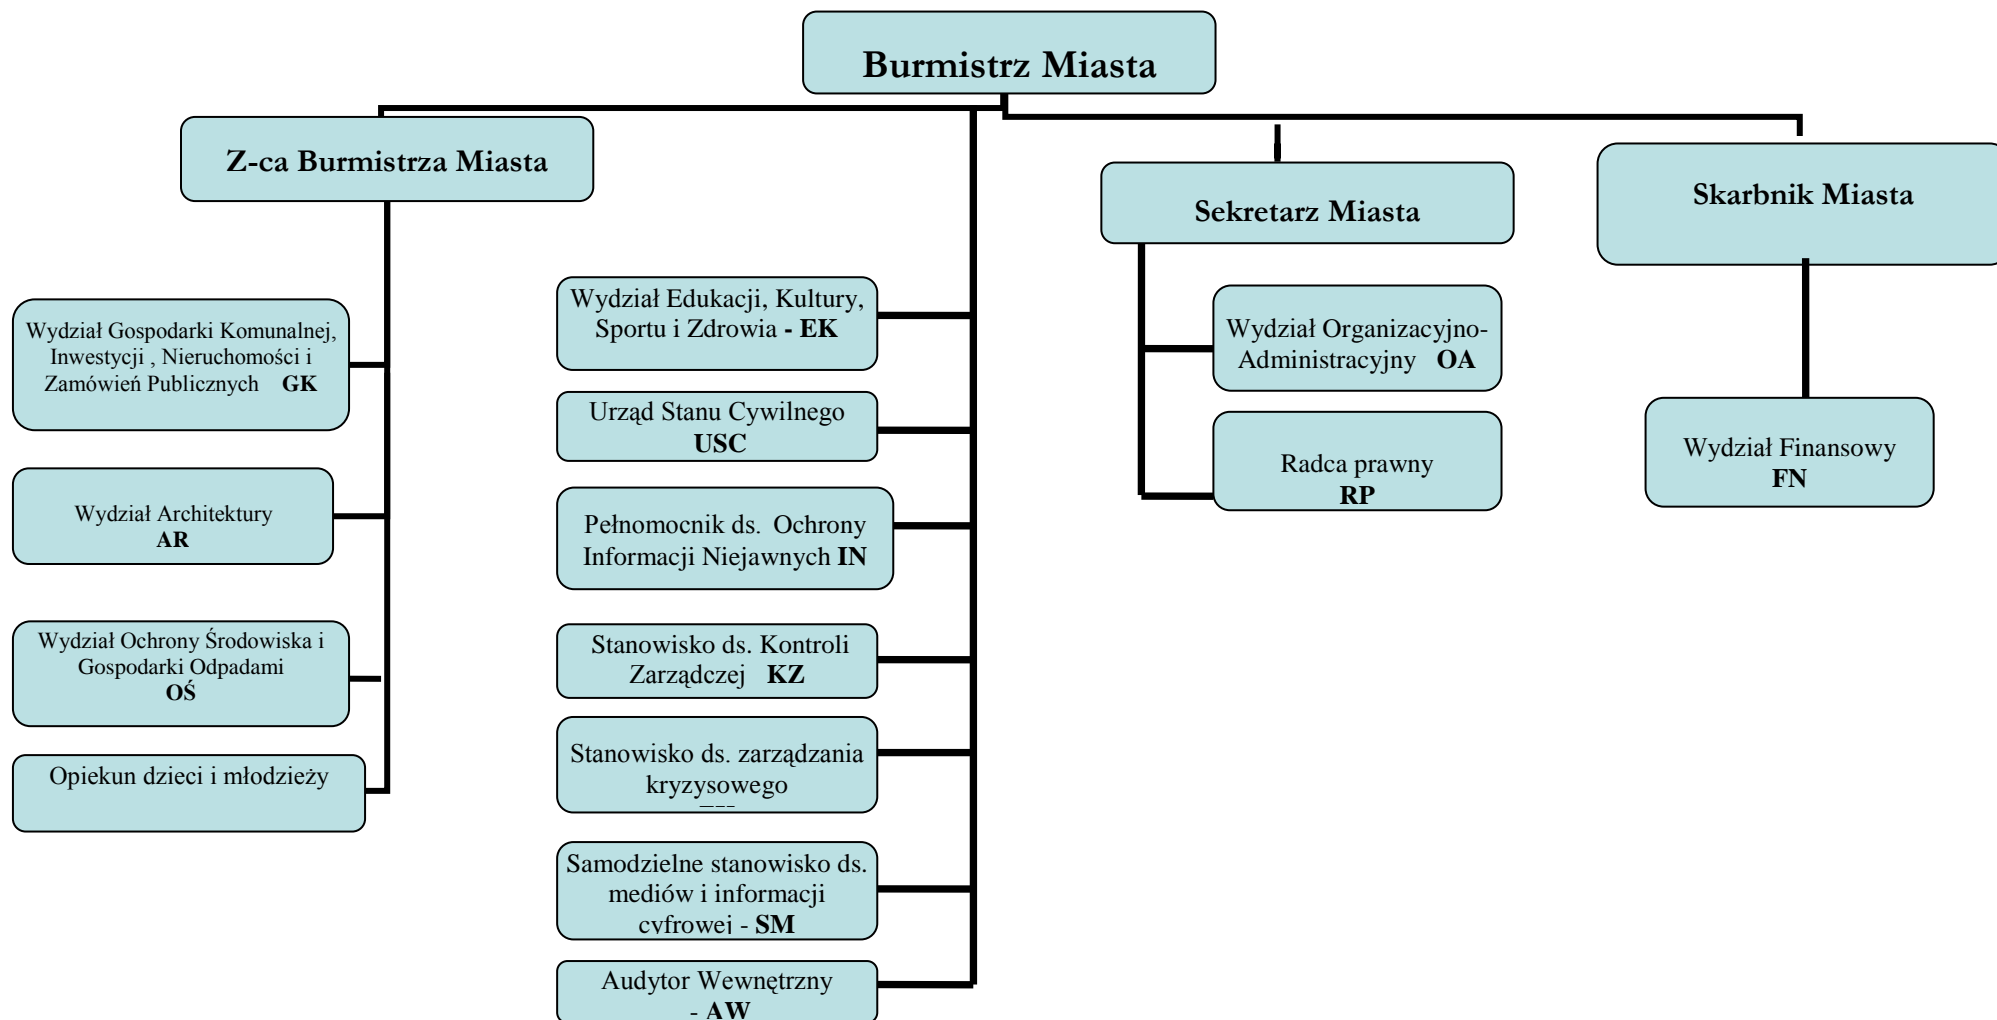 Burmistrz Miasta
Z-ca Burmistrza Miasta
Sekretarz Miasta
Skarbnik Miasta
Wydział Gospodarki Komunalnej,
Inwestycji , Nieruchomości i
Zamówień Publicznych GK
Wydział Architektury
AR
Wydział Ochrony Środowiska i
Gospodarki Odpadami
OŚ
Opiekun dzieci i młodzieży
Wydział Edukacji, Kultury,
Sportu i Zdrowia - EK
Urząd Stanu Cywilnego
USC
Pełnomocnik ds. Ochrony
Informacji Niejawnych IN
Stanowisko ds. Kontroli
Zarządczej KZ
Stanowisko ds. zarządzania
kryzysowego
Samodzielne stanowisko ds.
mediów i informacji
cyfrowej - SM
Audytor Wewnętrzny
- AW
Wydział Organizacyjno-
Administracyjny OA
Radca prawny
RP
Wydział Finansowy
FN